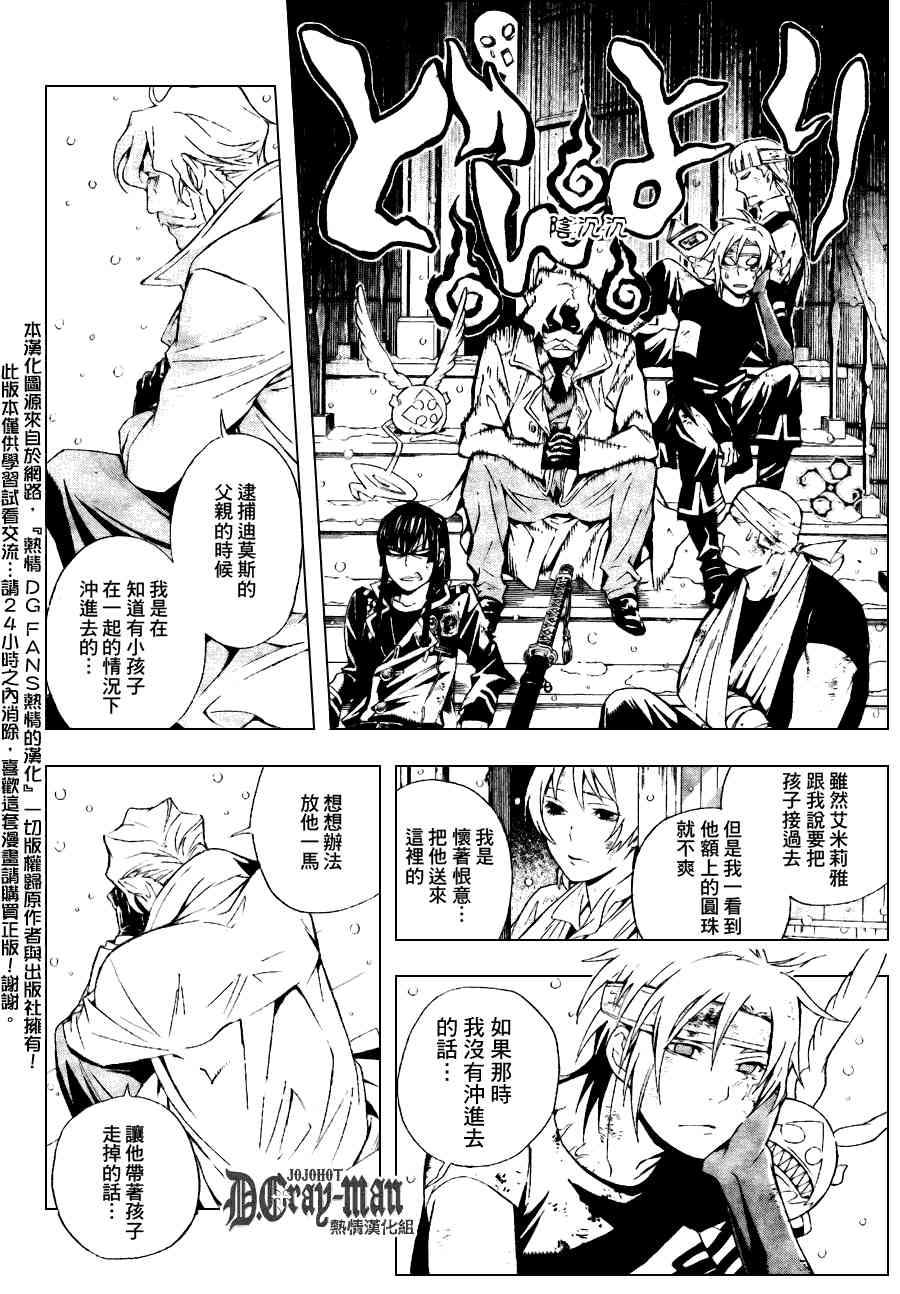 どんより
陰沉沉
逮捕迪莫斯的
父親的時候
我是在
知道有小孩子
在一起的情況下
沖進去的…
雖然艾米莉雅
跟我說要把
孩子接過去
但是我一看到
他額上的圓珠
就不爽
我是
懷著恨意…
把他送來
這裡的
想想辦法
放他一馬
讓他帶著孩子
走掉的話…
如果那時
我沒有沖進去
的話…
JOJOHOT
D.Gray-man
熱情漢化組
本漢化圖源來自於網路，『熱情DG FANS熱情的漢化』一切版權歸原作者與出版社擁有！
此版本僅供學習試看交流…請24小時之內消除，喜歡這套漫畫請購買正版！謝謝。